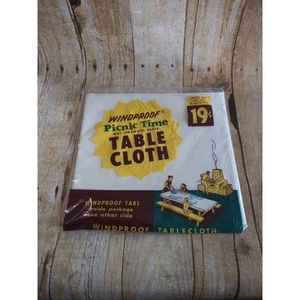 WINDPROOF
Picnic Time
TABLE
CLOTH
19¢
WINDPROOF TABS
inside package
see other side
WINDPROOF TABLECLOTH